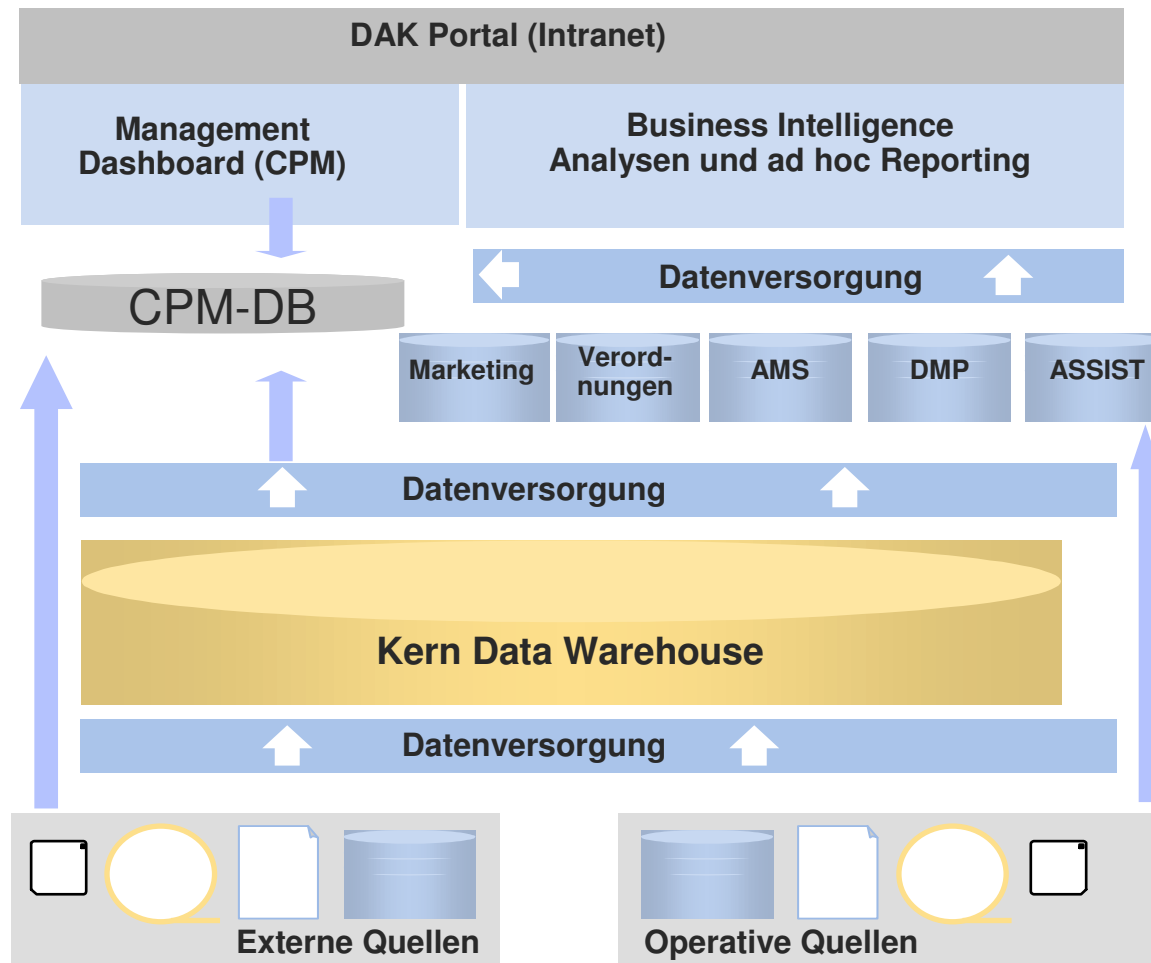 DAK Portal (Intranet)
Management
Dashboard (CPM)
Business Intelligence
Analysen und ad hoc Reporting
Datenversorgung
CPM-DB
Marketing
Verord-
nungen
AMS
DMP
ASSIST
Datenversorgung
Kern Data Warehouse
Datenversorgung
Externe Quellen
Operative Quellen